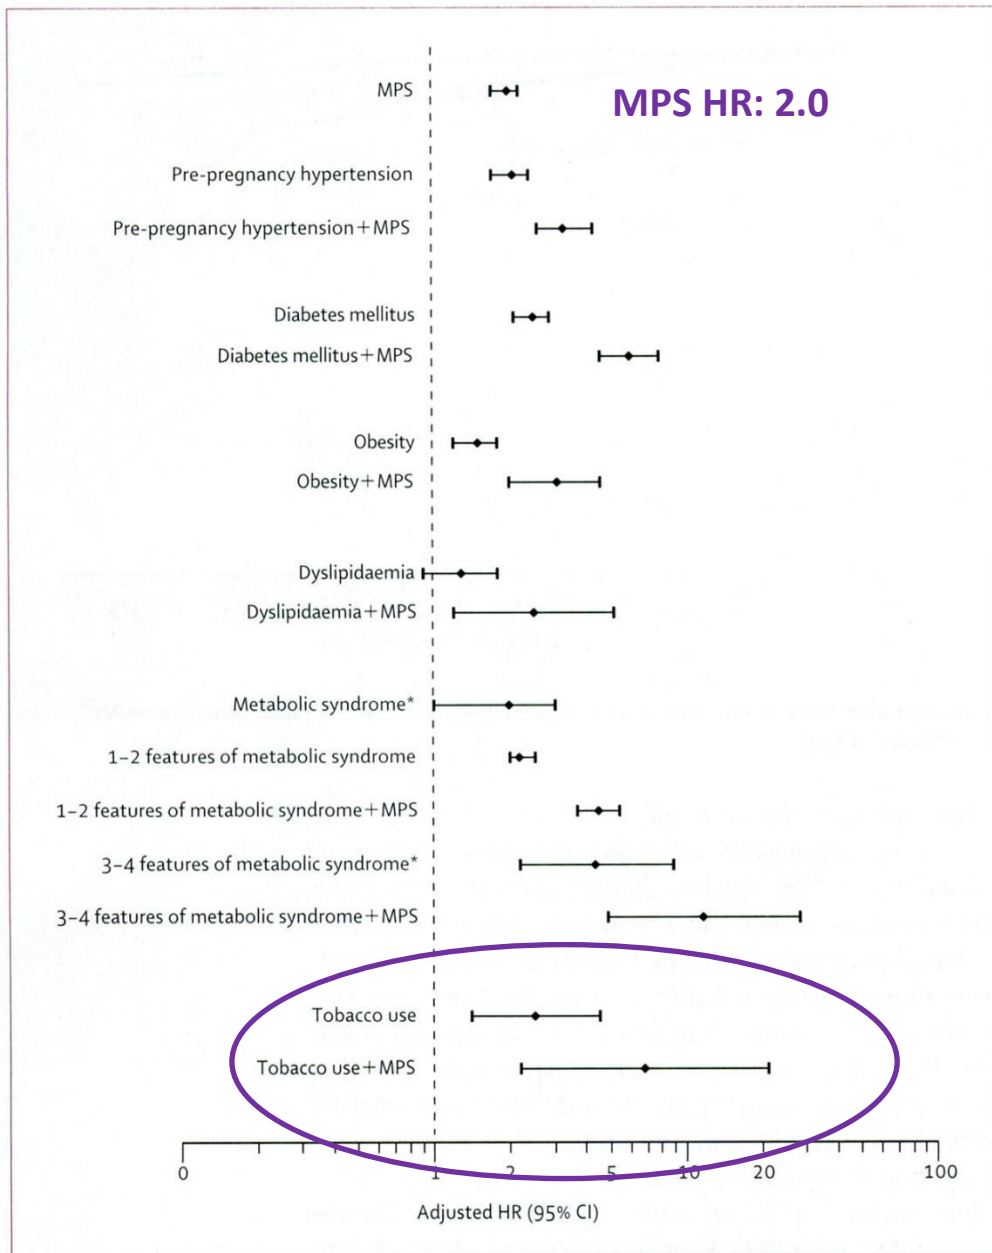 MPS
MPS HR: 2.0
Pre-pregnancy hypertension
Pre-pregnancy hypertension+MPS
Diabetes mellitus
Diabetes mellitus+MPS
Obesity
Obesity+MPS
Dyslipidaemia
Dyslipidaemia+MPS
Metabolic syndrome*
1–2 features of metabolic syndrome
1–2 features of metabolic syndrome+MPS
3–4 features of metabolic syndrome*
3–4 features of metabolic syndrome+MPS
Tobacco use
Tobacco use+MPS
0 1 2 5 10 20 100
Adjusted HR (95% CI)